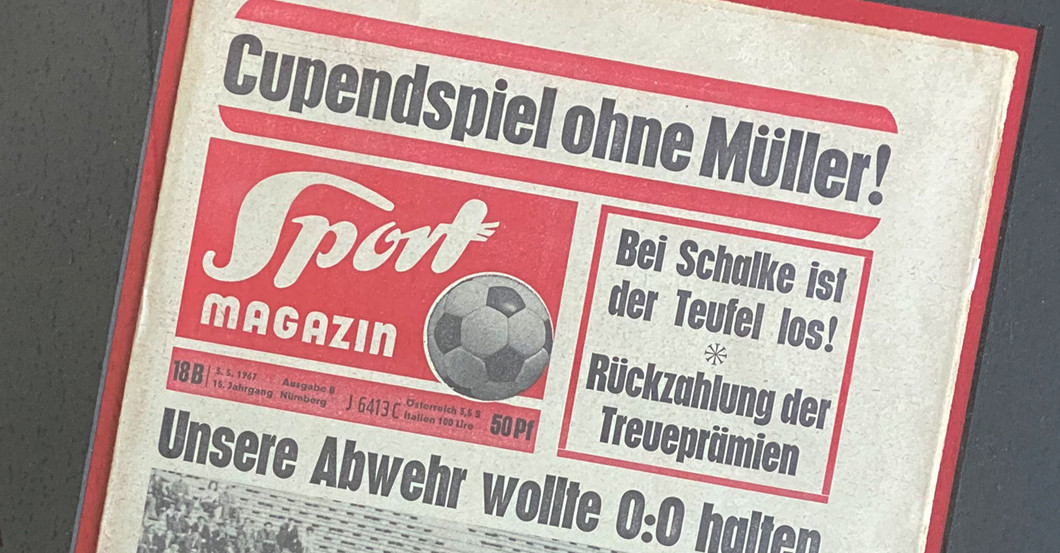 Cupendspiel ohne Müller!
Sport
MAGAZIN
18B
3. 5. 1967
16. Jahrgang
Ausgabe B
Nürnberg
J 6413 C
Österreich 5,5 S
Italien 100 Lire
50 Pf
Bei Schalke ist
der Teufel los!
Rückzahlung der
Treueprämien
Unsere Abwehr wollte 0:0 halten